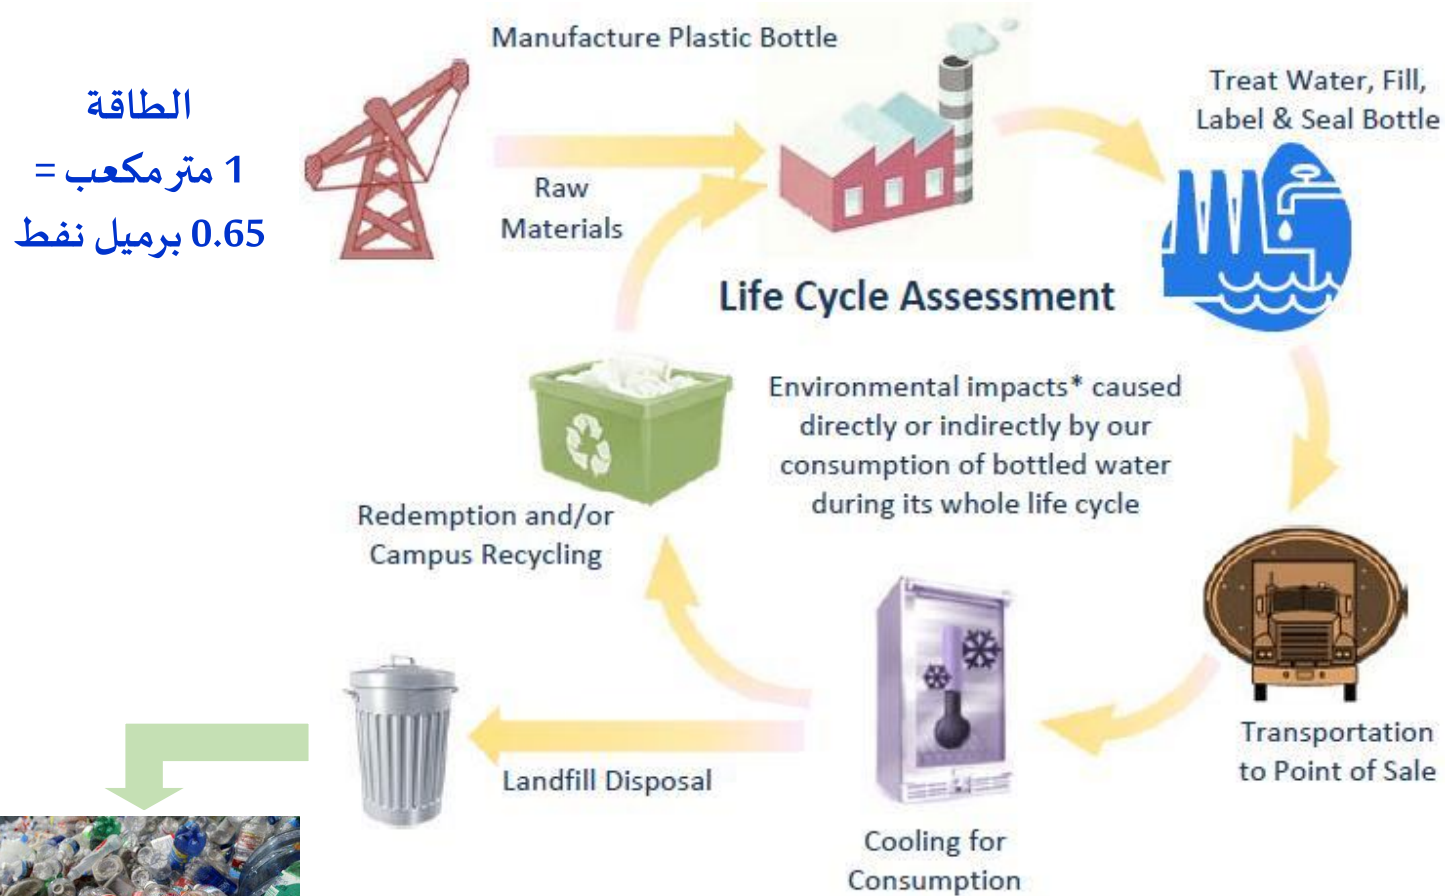 Manufacture Plastic Bottle
الطاقة
1 متر مكعب =
0.65 برميل نفط
Raw
Materials
Treat Water, Fill,
Label & Seal Bottle
Life Cycle Assessment
Environmental impacts* caused
directly or indirectly by our
consumption of bottled water
during its whole life cycle
Redemption and/or
Campus Recycling
Transportation
to Point of Sale
Landfill Disposal
Cooling for
Consumption